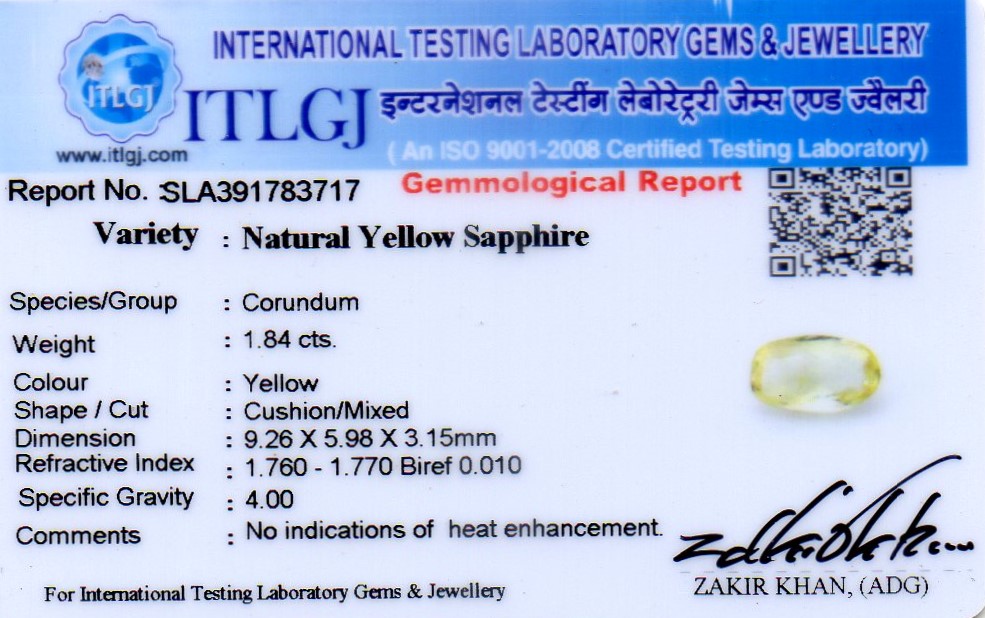 INTERNATIONAL TESTING LABORATORY GEMS & JEWELLERY
ITLGJ
ITLGJ इन्टरनेशनल टेस्टींग लेबोरेट्ररी जेम्स एण्ड ज्वैलरी
www.itlgj.com
( An ISO 9001-2008 Certified Testing Laboratory)
Report No. :SLA391783717
Gemmological Report
Variety : Natural Yellow Sapphire
Species/Group : Corundum
Weight : 1.84 cts.
Colour : Yellow
Shape / Cut : Cushion/Mixed
Dimension : 9.26 X 5.98 X 3.15mm
Refractive Index : 1.760 - 1.770 Biref 0.010
Specific Gravity : 4.00
Comments : No indications of heat enhancement.
ZAKIR KHAN, (ADG)
For International Testing Laboratory Gems & Jewellery